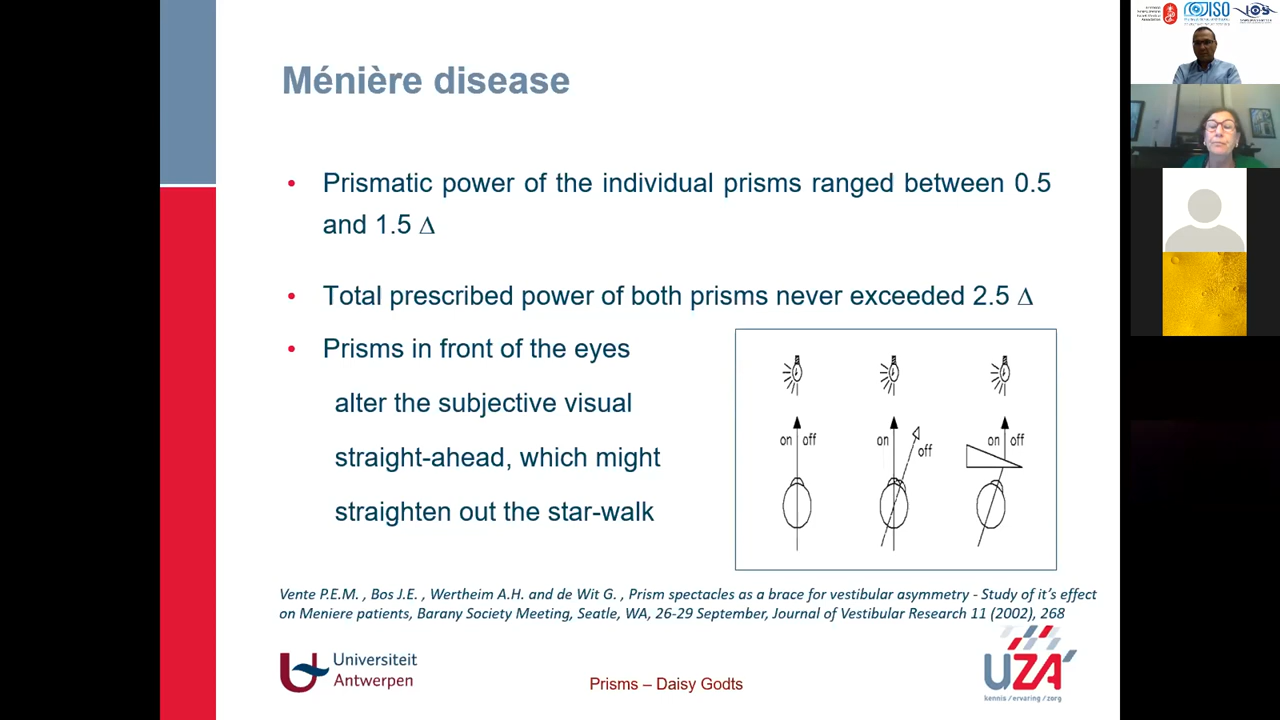 ISO
IOS
Ménière disease
• Prismatic power of the individual prisms ranged between 0.5
and 1.5 Δ
• Total prescribed power of both prisms never exceeded 2.5 Δ
• Prisms in front of the eyes
alter the subjective visual
straight-ahead, which might
straighten out the star-walk
on off
on off
on off
Vente P.E.M. , Bos J.E. , Wertheim A.H. and de Wit G. , Prism spectacles as a brace for vestibular asymmetry - Study of it's effect
on Meniere patients, Barany Society Meeting, Seatle, WA, 26-29 September, Journal of Vestibular Research 11 (2002), 268
Universiteit
Antwerpen
Prisms – Daisy Godts
UZA'
kennis / ervaring / zorg